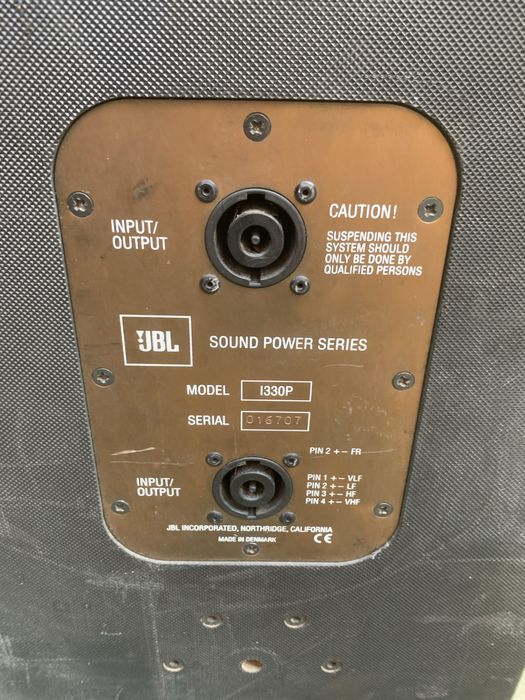 INPUT/
OUTPUT
CAUTION!
SUSPENDING THIS
SYSTEM SHOULD
ONLY BE DONE BY
QUALIFIED PERSONS
JBL
SOUND POWER SERIES
MODEL I330P
SERIAL 016707
PIN 2 +− FR
INPUT/
OUTPUT
PIN 1 +− VLF
PIN 2 +− LF
PIN 3 +− HF
PIN 4 +− VHF
JBL INCORPORATED, NORTHRIDGE, CALIFORNIA
MADE IN DENMARK CE